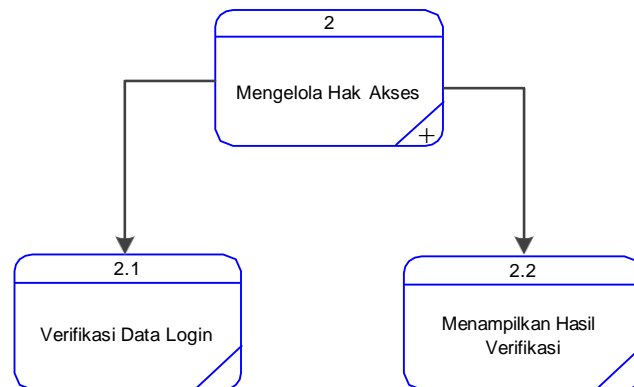 2
Mengelola Hak Akses
+
2.1
Verifikasi Data Login
2.2
Menampilkan Hasil
Verifikasi